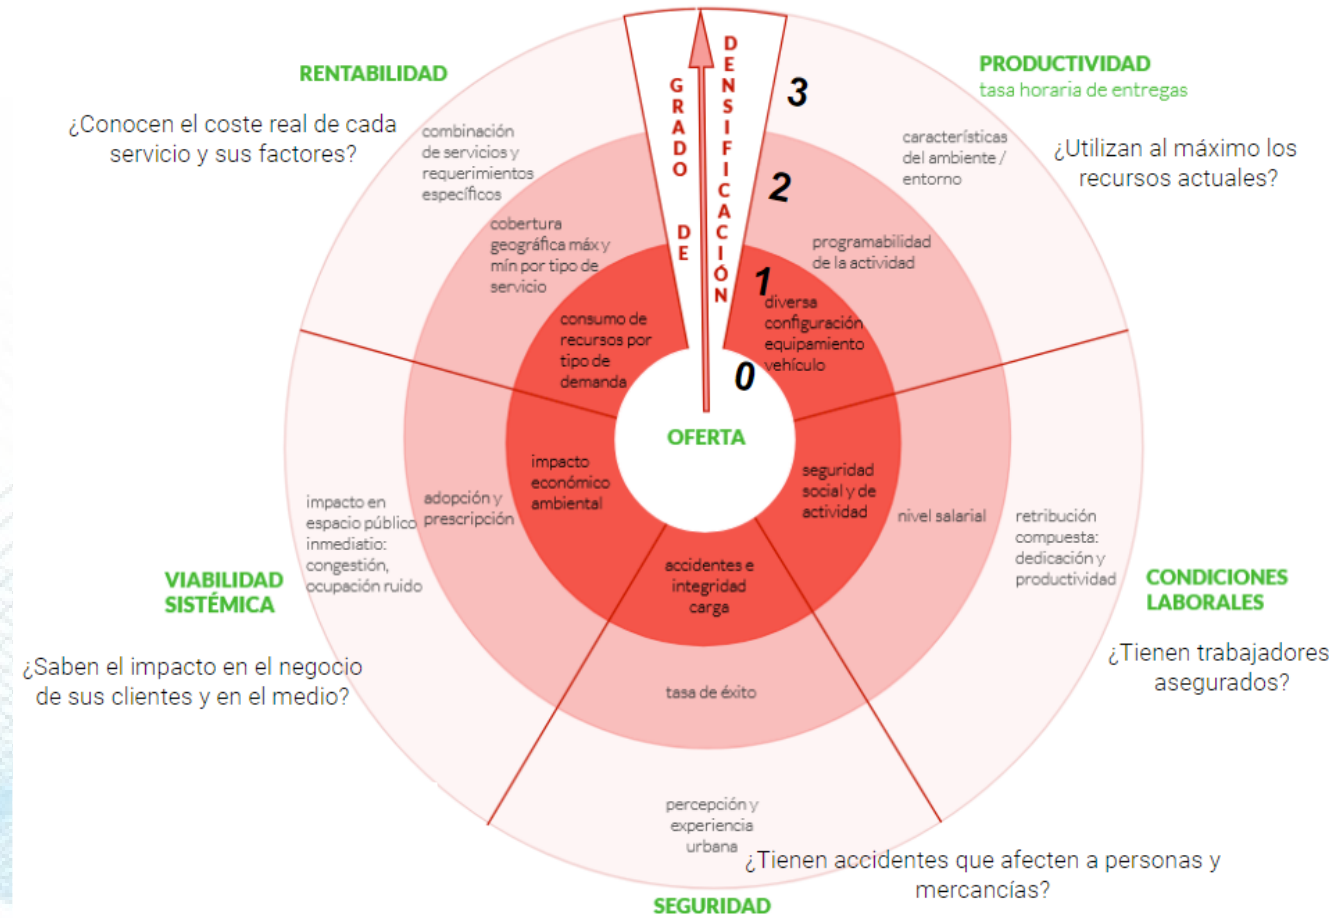 RENTABILIDAD
¿Conocen el coste real de cada
servicio y sus factores?
combinación
de servicios y
requerimientos
específicos
cobertura
geográfica máx y
mín por tipo de
servicio
consumo de
recursos por
tipo de
demanda
GRADO DE
DENSIFICACIÓN
3
2
1
0
PRODUCTIVIDAD
tasa horaria de entregas
¿Utilizan al máximo los
recursos actuales?
características
del ambiente /
entorno
programabilidad
de la actividad
diversa
configuración
equipamiento
vehículo
OFERTA
impacto
económico
ambiental
adopción y
prescripción
impacto en
espacio público
inmediatio:
congestión,
ocupación ruido
VIABILIDAD
SISTÉMICA
¿Saben el impacto en el negocio
de sus clientes y en el medio?
seguridad
social y de
actividad
nivel salarial
retribución
compuesta:
dedicación y
productividad
CONDICIONES
LABORALES
¿Tienen trabajadores
asegurados?
accidentes e
integridad
carga
tasa de éxito
percepción y
experiencia
urbana
¿Tienen accidentes que afecten a personas y
mercancías?
SEGURIDAD